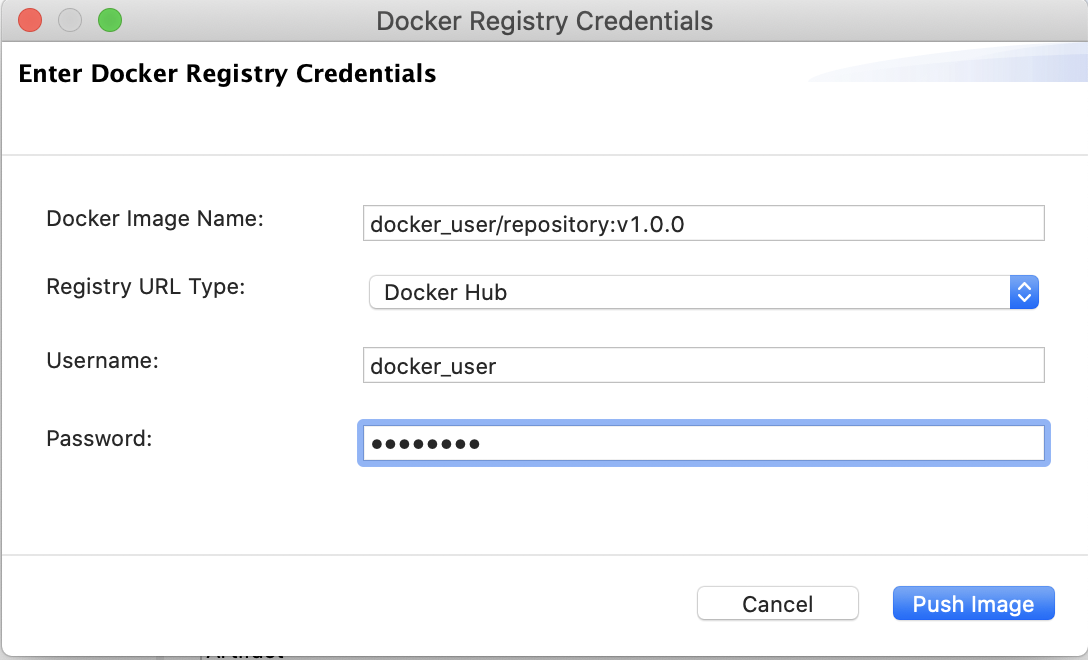 Docker Registry Credentials
Enter Docker Registry Credentials
Docker Image Name:
docker_user/repository:v1.0.0
Registry URL Type:
Docker Hub
Username:
docker_user
Password:
••••••••
Cancel
Push Image